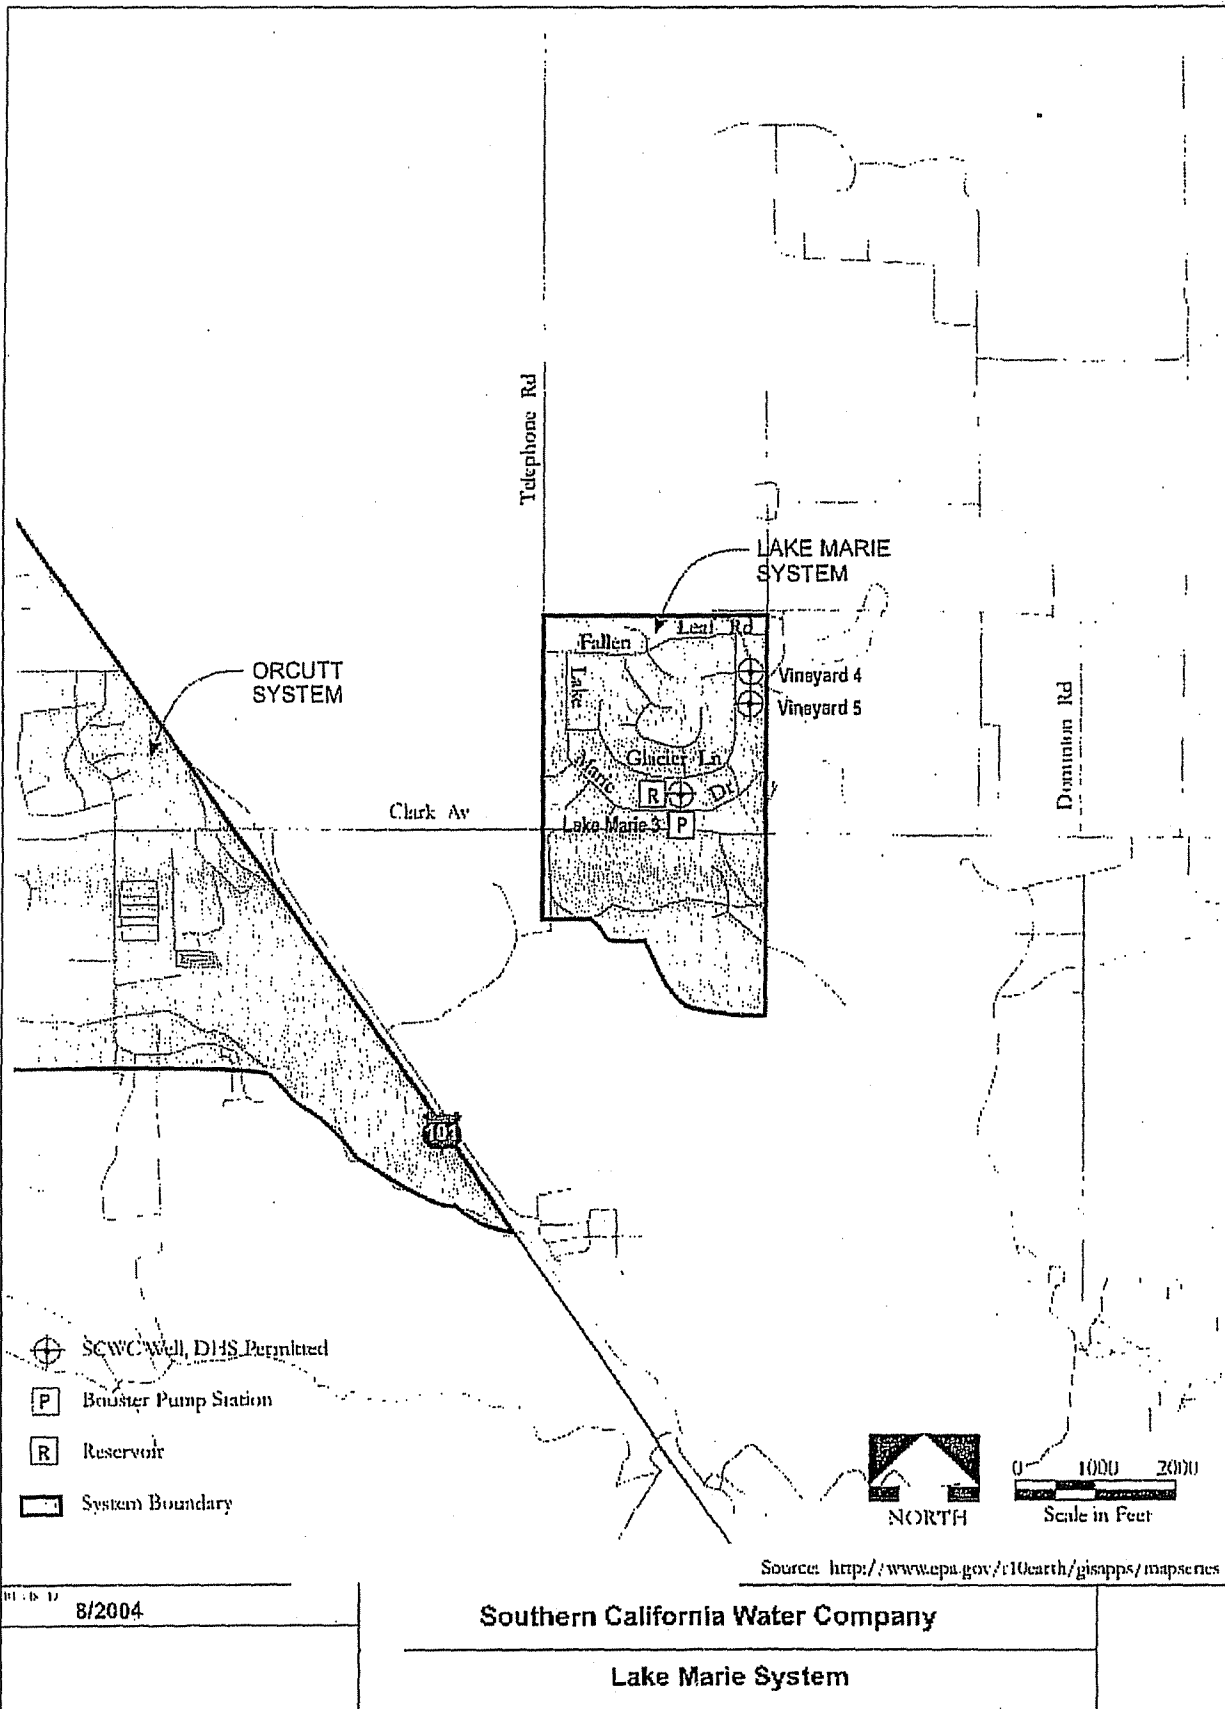 Telephone Rd
LAKE MARIE
SYSTEM
Fallen Leaf Rd
ORCUTT
SYSTEM
Lake
Vineyard 4
Vineyard 5
Dominion Rd
Glacier Ln
Marie Dr
R
Clark Av
Lake Marie 3
P
101
SCWC Well, DHS Permitted
P
Booster Pump Station
R
Reservoir
System Boundary
NORTH
0 1000 2000
Scale in Feet
Source: http://www.epa.gov/r10earth/gisapps/mapseries
8/2004
Southern California Water Company
Lake Marie System